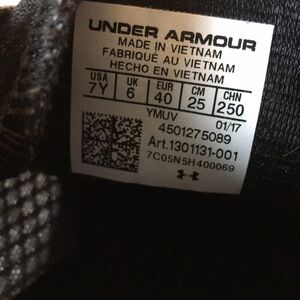 UNDER ARMOUR
MADE IN VIETNAM
FABRIQUÉ AU VIETNAM
HECHO EN VIETNAM
USA UK EUR CM CHN
7Y 6 40 25 250
YMUV 01/17
4501275089
Art.1301131-001
7C05N5H400069